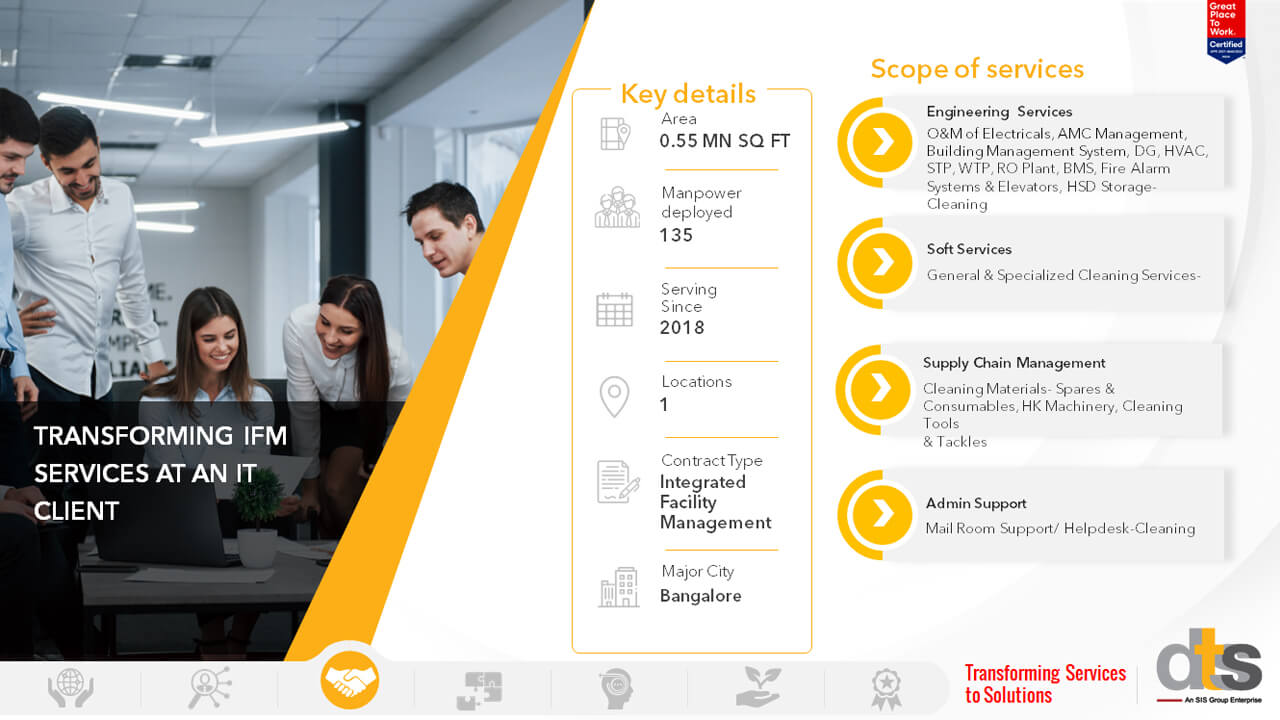 TRANSFORMING IFM
SERVICES AT AN IT
CLIENT
Key details
Area
0.55 MN SQ FT
Manpower
deployed
135
Serving
Since
2018
Locations
1
Contract Type
Integrated
Facility
Management
Major City
Bangalore
Scope of services
Engineering Services
O&M of Electricals, AMC Management,
Building Management System, DG, HVAC,
STP, WTP, RO Plant, BMS, Fire Alarm
Systems & Elevators, HSD Storage-
Cleaning
Soft Services
General & Specialized Cleaning Services-
Supply Chain Management
Cleaning Materials- Spares &
Consumables, HK Machinery, Cleaning
Tools
& Tackles
Admin Support
Mail Room Support/ Helpdesk-Cleaning
Great
Place
To
Work.
Certified
Transforming Services
to Solutions
dts
An SIS Group Enterprise